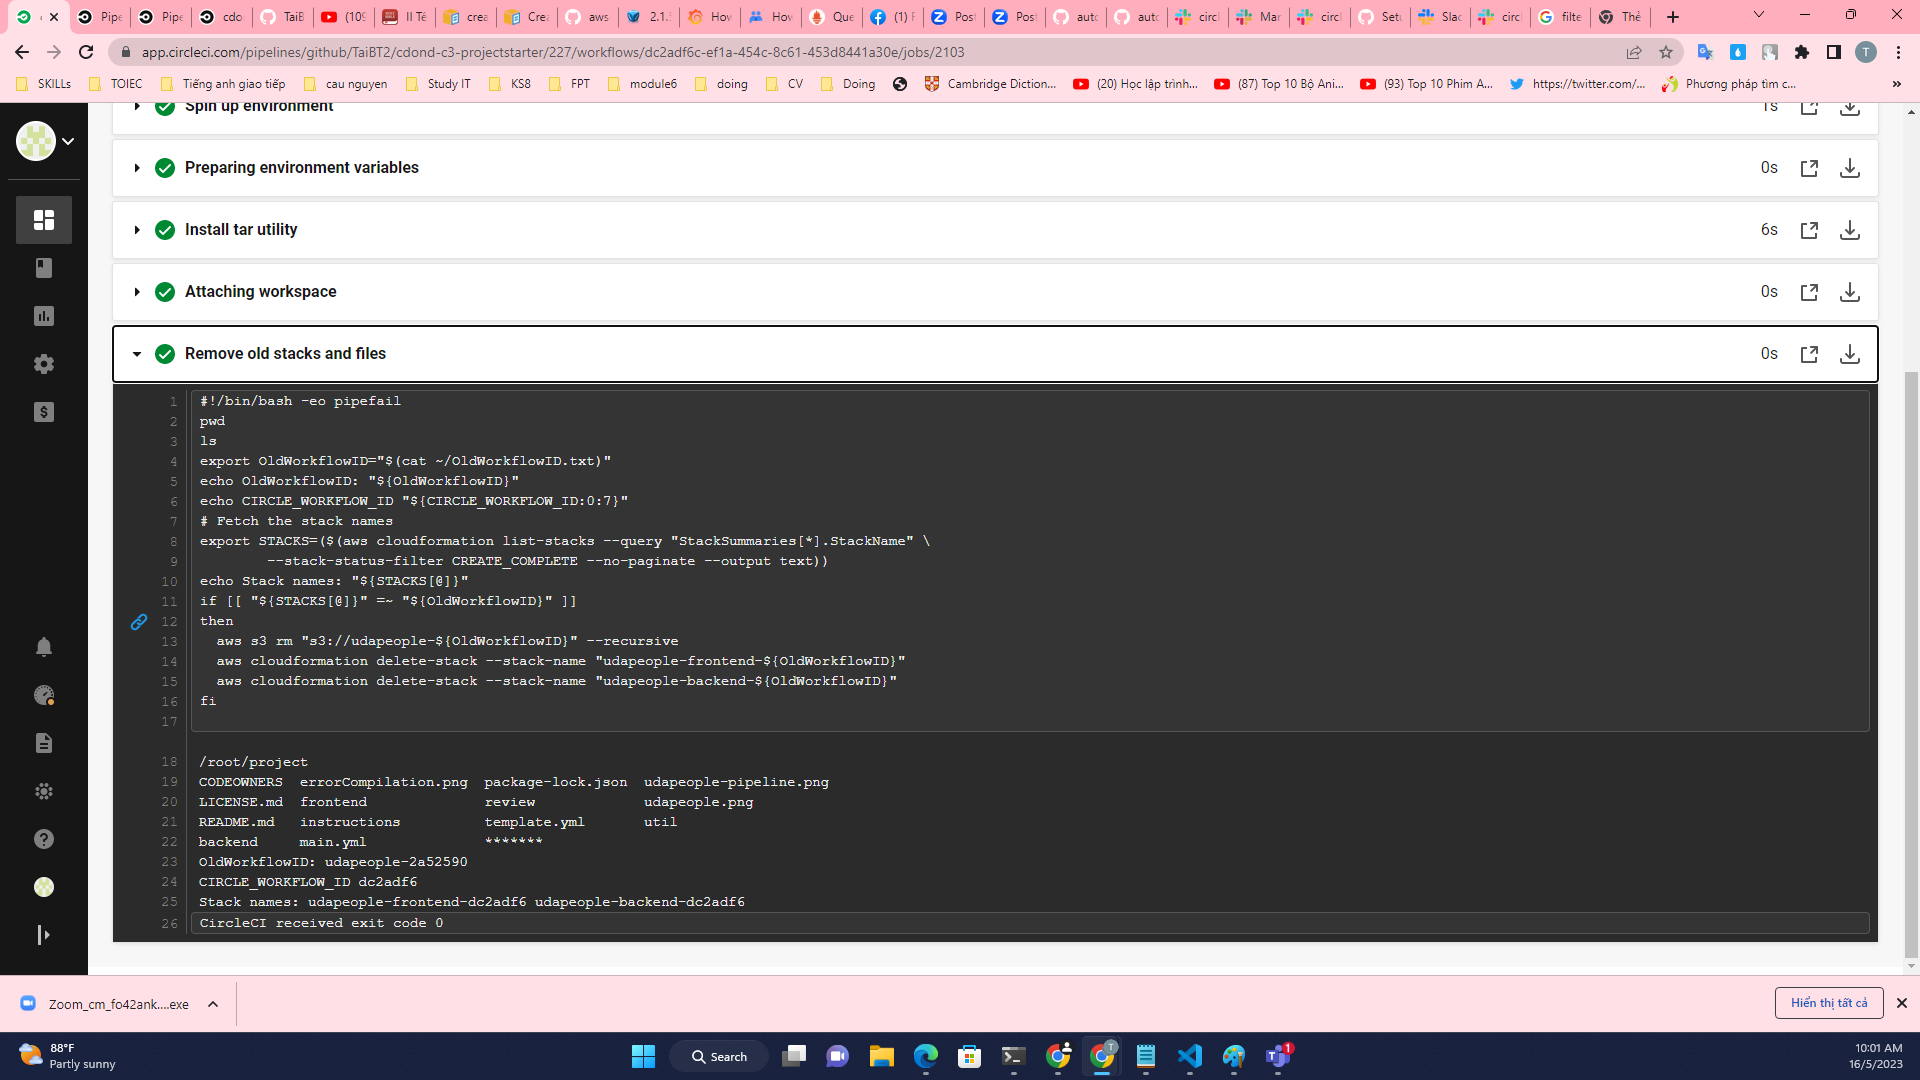 Pipe
Pipe
cdo
TaiB
(109
II Tê
crea
Crea
aws
2.1.5
How
How
Que
(1) F
Post
Post
auto
auto
circl
Mar
circl
Setu
Slac
circl
filte
Thẻ
app.circleci.com/pipelines/github/TaiBT2/cdond-c3-projectstarter/227/workflows/dc2adf6c-ef1a-454c-8c61-453d8441a30e/jobs/2103
T
SKILLs
TOIEC
Tiếng anh giao tiếp
cau nguyen
Study IT
KS8
FPT
module6
doing
CV
Doing
Cambridge Diction...
(20) Học lập trình...
(87) Top 10 Bộ Ani...
(93) Top 10 Phim A...
https://twitter.com/...
Phương pháp tìm c...
»
Spin up environment 1s
Preparing environment variables 0s
Install tar utility 6s
Attaching workspace 0s
Remove old stacks and files 0s
1 #!/bin/bash -eo pipefail
2 pwd
3 ls
4 export OldWorkflowID="$(cat ~/OldWorkflowID.txt)"
5 echo OldWorkflowID: "${OldWorkflowID}"
6 echo CIRCLE_WORKFLOW_ID "${CIRCLE_WORKFLOW_ID:0:7}"
7 # Fetch the stack names
8 export STACKS=($(aws cloudformation list-stacks --query "StackSummaries[*].StackName" \
9 --stack-status-filter CREATE_COMPLETE --no-paginate --output text))
10 echo Stack names: "${STACKS[@]}"
11 if [[ "${STACKS[@]}" =~ "${OldWorkflowID}" ]]
12 then
13 aws s3 rm "s3://udapeople-${OldWorkflowID}" --recursive
14 aws cloudformation delete-stack --stack-name "udapeople-frontend-${OldWorkflowID}"
15 aws cloudformation delete-stack --stack-name "udapeople-backend-${OldWorkflowID}"
16 fi
17
18 /root/project
19 CODEOWNERS errorCompilation.png package-lock.json udapeople-pipeline.png
20 LICENSE.md frontend review udapeople.png
21 README.md instructions template.yml util
22 backend main.yml *******
23 OldWorkflowID: udapeople-2a52590
24 CIRCLE_WORKFLOW_ID dc2adf6
25 Stack names: udapeople-frontend-dc2adf6 udapeople-backend-dc2adf6
26 CircleCI received exit code 0
Zoom_cm_fo42ank....exe
Hiển thị tất cả
88°F
Partly sunny
Search
T
1
10:01 AM
16/5/2023